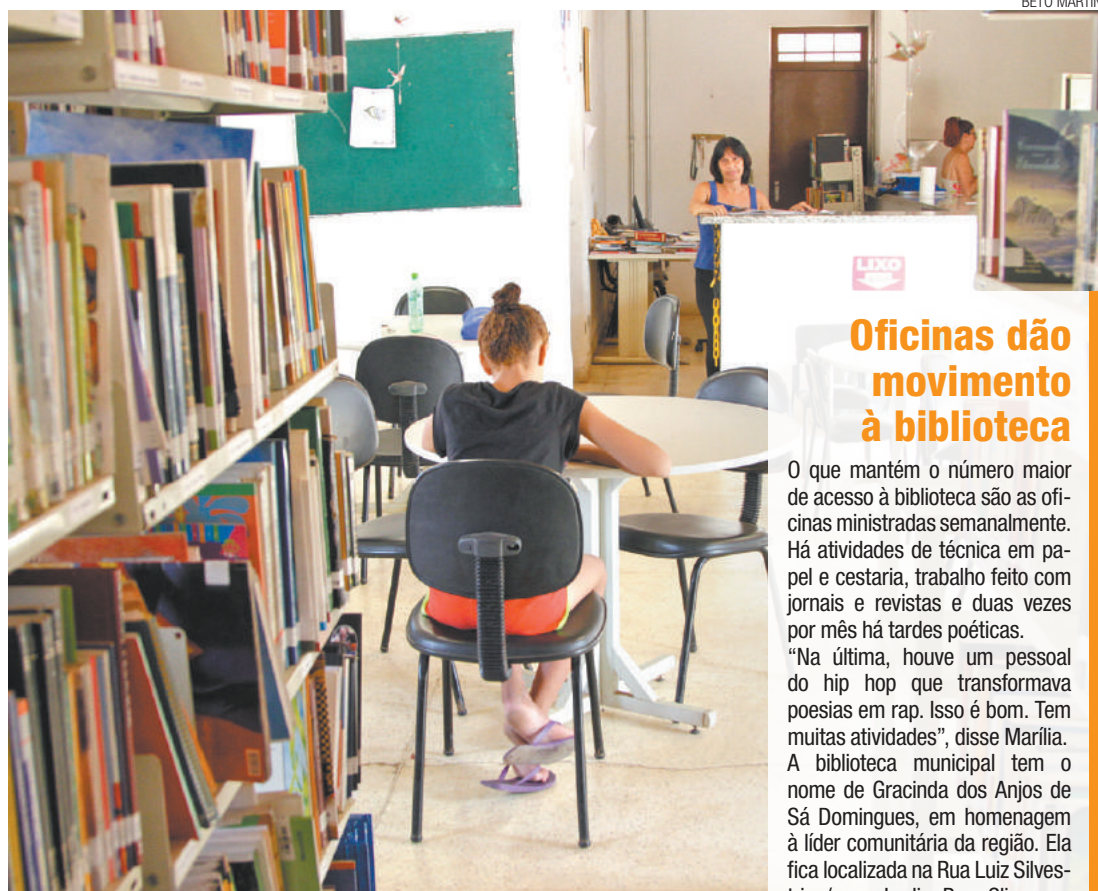 BETO MARTIN
LIXO
Oficinas dão
movimento
à biblioteca
O que mantém o número maior
de acesso à biblioteca são as ofi-
cinas ministradas semanalmente.
Há atividades de técnica em pa-
pel e cestaria, trabalho feito com
jornais e revistas e duas vezes
por mês há tardes poéticas.
“Na última, houve um pessoal
do hip hop que transformava
poesias em rap. Isso é bom. Tem
muitas atividades”, disse Marília.
A biblioteca municipal tem o
nome de Gracinda dos Anjos de
Sá Domingues, em homenagem
à líder comunitária da região. Ela
fica localizada na Rua Luiz Silves-